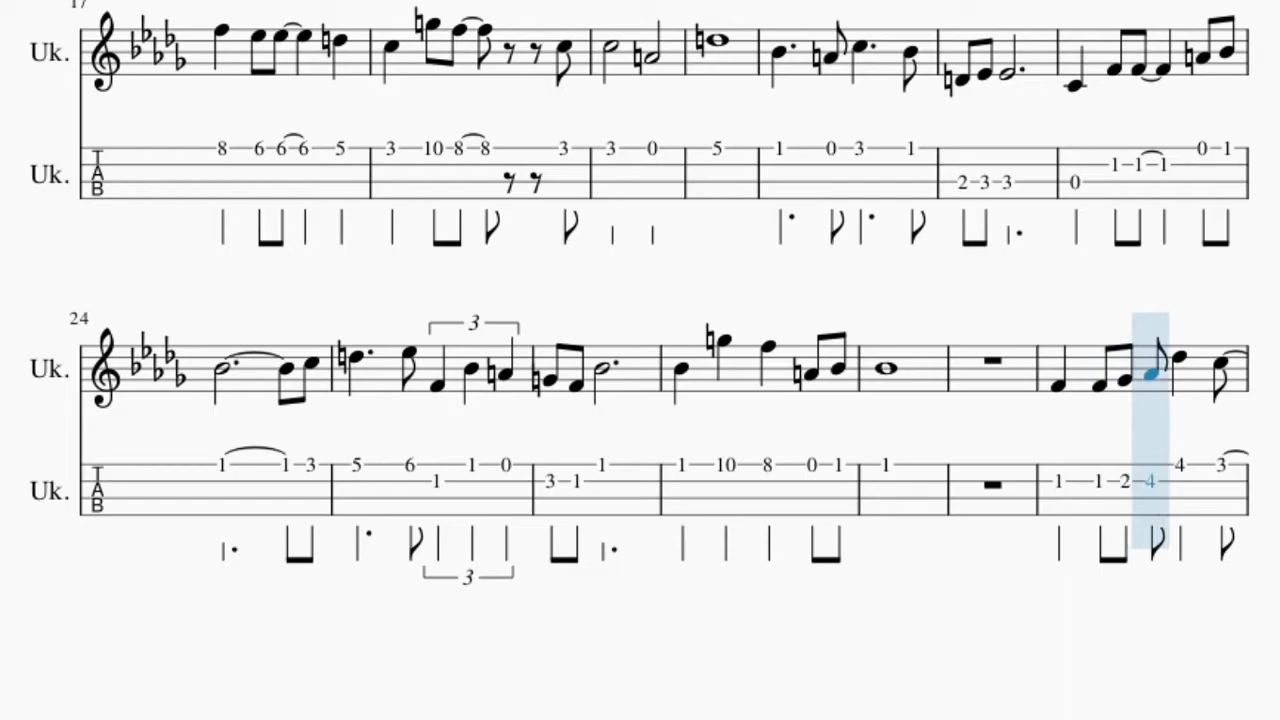 17
Uk.
Uk. T A B 8 6 6 6 5 3 10 8 8 3 3 0 5 1 0 3 1 2 3 3 0 1 1 1 0 1
24
3
Uk.
Uk. T A B 1 1 3 5 6 1 1 0 3 1 1 1 10 8 0 1 1 1 1 2 4 4 3
3